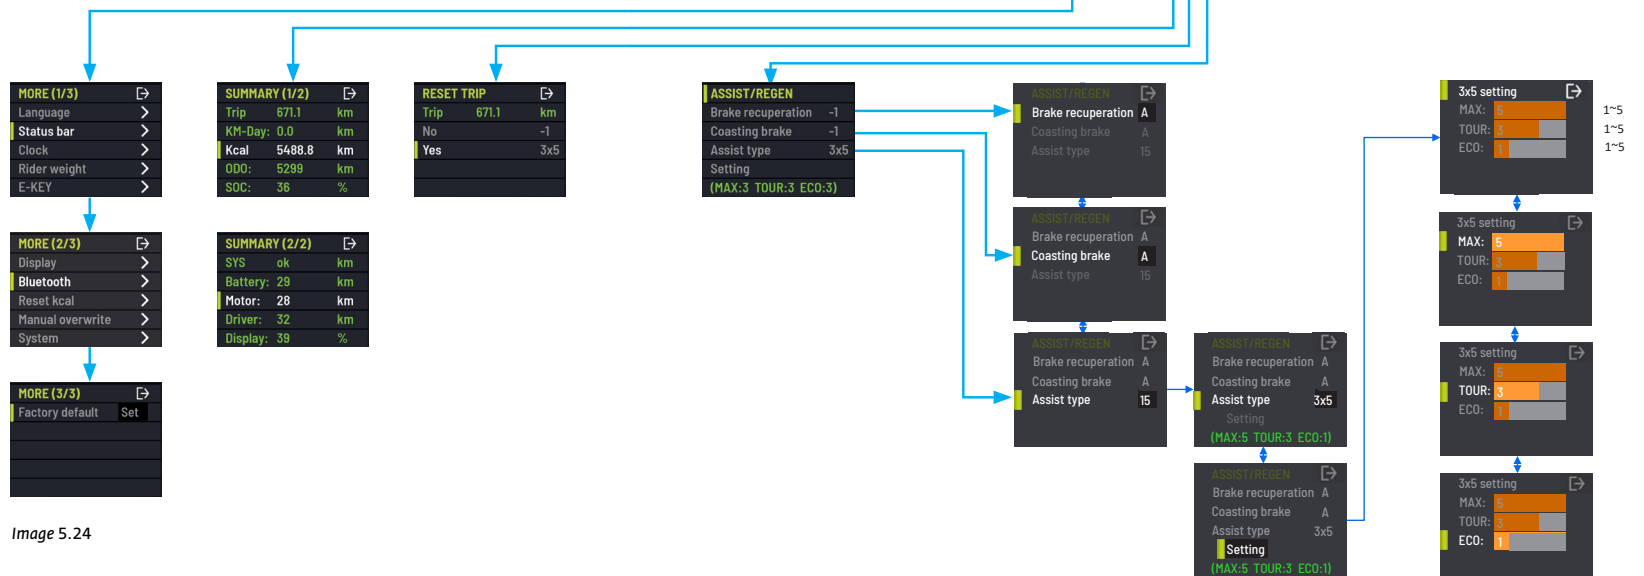 MORE (1/3)
Language
Status bar
Clock
Rider weight
E-KEY
MORE (2/3)
Display
Bluetooth
Reset kcal
Manual overwrite
System
MORE (3/3)
Factory default Set
Image 5.24
SUMMARY (1/2)
Trip 671.1 km
KM-Day: 0.0 km
Kcal 5488.8 km
ODO: 5299 km
SOC: 36 %
SUMMARY (2/2)
SYS ok km
Battery: 29 km
Motor: 28 km
Driver: 32 km
Display: 39 %
RESET TRIP
Trip 671.1 km
No -1
Yes 3x5
ASSIST/REGEN
Brake recuperation -1
Coasting brake -1
Assist type 3x5
Setting
(MAX:3 TOUR:3 ECO:3)
ASSIST/REGEN
Brake recuperation A
Coasting brake A
Assist type 15
ASSIST/REGEN
Brake recuperation A
Coasting brake A
Assist type 15
ASSIST/REGEN
Brake recuperation A
Coasting brake A
Assist type 15
ASSIST/REGEN
Brake recuperation A
Coasting brake A
Assist type 3x5
Setting
(MAX:5 TOUR:3 ECO:1)
ASSIST/REGEN
Brake recuperation A
Coasting brake A
Assist type 3x5
Setting
(MAX:5 TOUR:3 ECO:1)
3x5 setting
MAX: 5 1~5
TOUR: 3 1~5
ECO: 1 1~5
3x5 setting
MAX: 5
TOUR: 3
ECO: 1
3x5 setting
MAX: 5
TOUR: 3
ECO: 1
3x5 setting
MAX: 5
TOUR: 3
ECO: 1